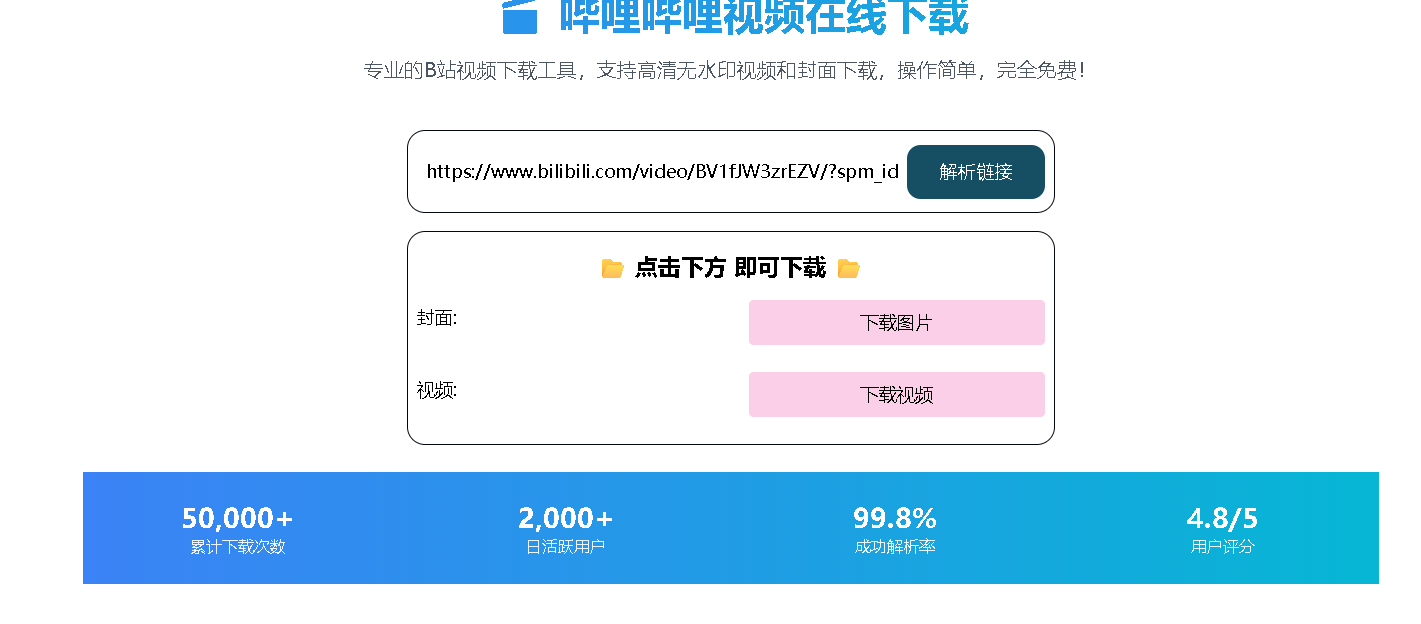 哔哩哔哩视频在线下载
专业的B站视频下载工具，支持高清无水印视频和封面下载，操作简单，完全免费！
https://www.bilibili.com/video/BV1fJW3zrEZV/?spm_id 解析链接
点击下方 即可下载
封面: 下载图片
视频: 下载视频
50,000+ 2,000+ 99.8% 4.8/5
累计下载次数 日活跃用户 成功解析率 用户评分